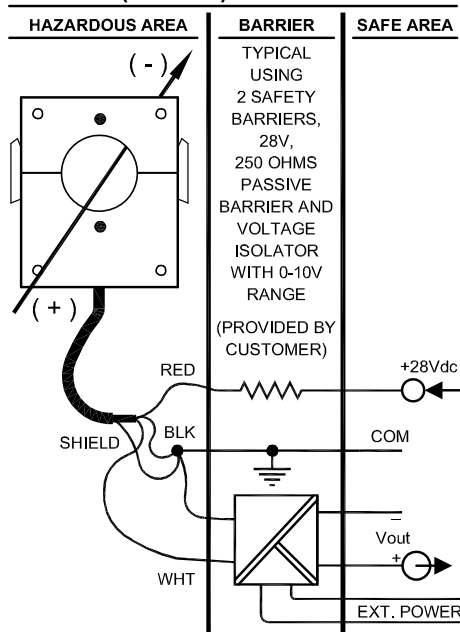 HAZARDOUS AREA
BARRIER
SAFE AREA
( - )
TYPICAL
USING
2 SAFETY
BARRIERS,
28V,
250 OHMS
PASSIVE
BARRIER AND
VOLTAGE
ISOLATOR
WITH 0-10V
RANGE
(PROVIDED BY
CUSTOMER)
( + )
RED
+28Vdc
SHIELD
BLK
COM
–
Vout
+
WHT
EXT. POWER